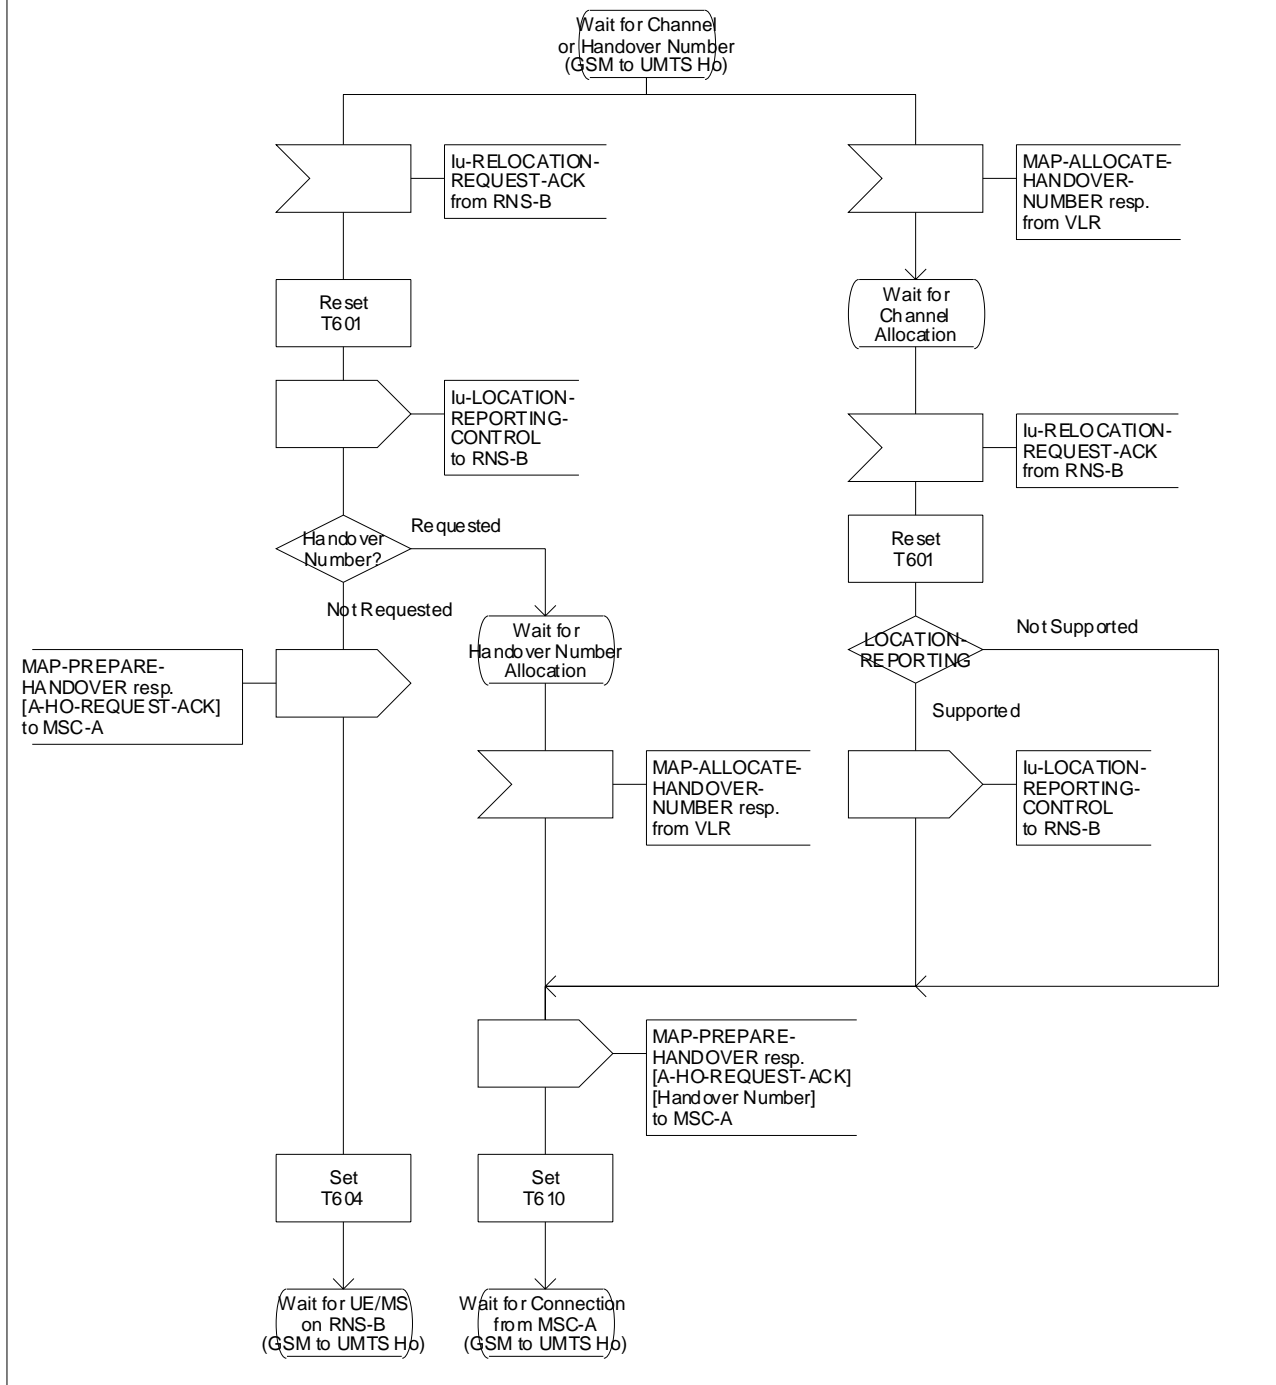 Wait for Channel
or Handover Number
(GSM to UMTS Ho)
Iu-RELOCATION-
REQUEST-ACK
from RNS-B
MAP-ALLOCATE-
HANDOVER-
NUMBER resp.
from VLR
Reset
T601
Wait for
Channel
Allocation
Iu-LOCATION-
REPORTING-
CONTROL
to RNS-B
Iu-RELOCATION-
REQUEST-ACK
from RNS-B
Handover
Number?
Requested
Not Requested
Reset
T601
Wait for
Handover Number
Allocation
LOCATION-
REPORTING
Not Supported
Supported
MAP-PREPARE-
HANDOVER resp.
[A-HO-REQUEST-ACK]
to MSC-A
MAP-ALLOCATE-
HANDOVER-
NUMBER resp.
from VLR
Iu-LOCATION-
REPORTING-
CONTROL
to RNS-B
MAP-PREPARE-
HANDOVER resp.
[A-HO-REQUEST-ACK]
[Handover Number]
to MSC-A
Set
T604
Set
T610
Wait for UE/MS
on RNS-B
(GSM to UMTS Ho)
Wait for Connection
from MSC-A
(GSM to UMTS Ho)